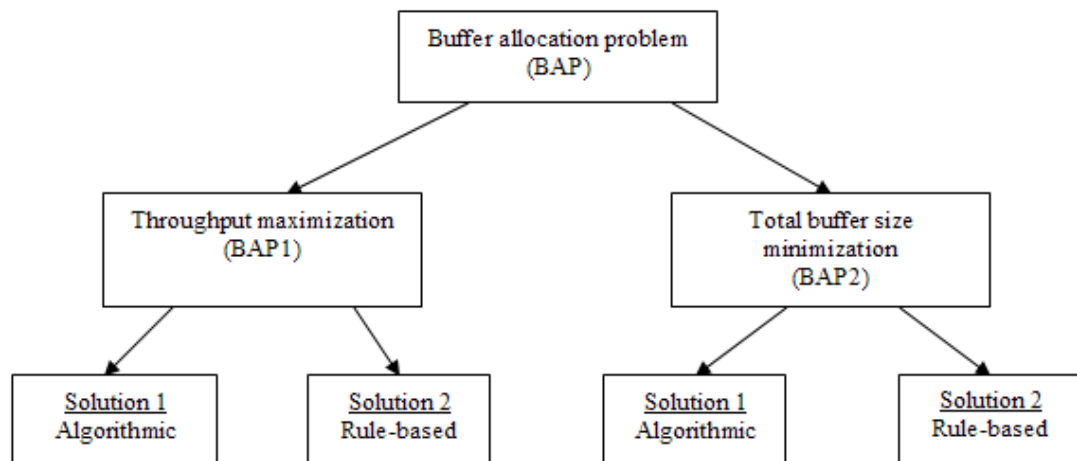 Buffer allocation problem
(BAP)
Throughput maximization
(BAP1)
Total buffer size
minimization
(BAP2)
Solution 1
Algorithmic
Solution 2
Rule-based
Solution 1
Algorithmic
Solution 2
Rule-based